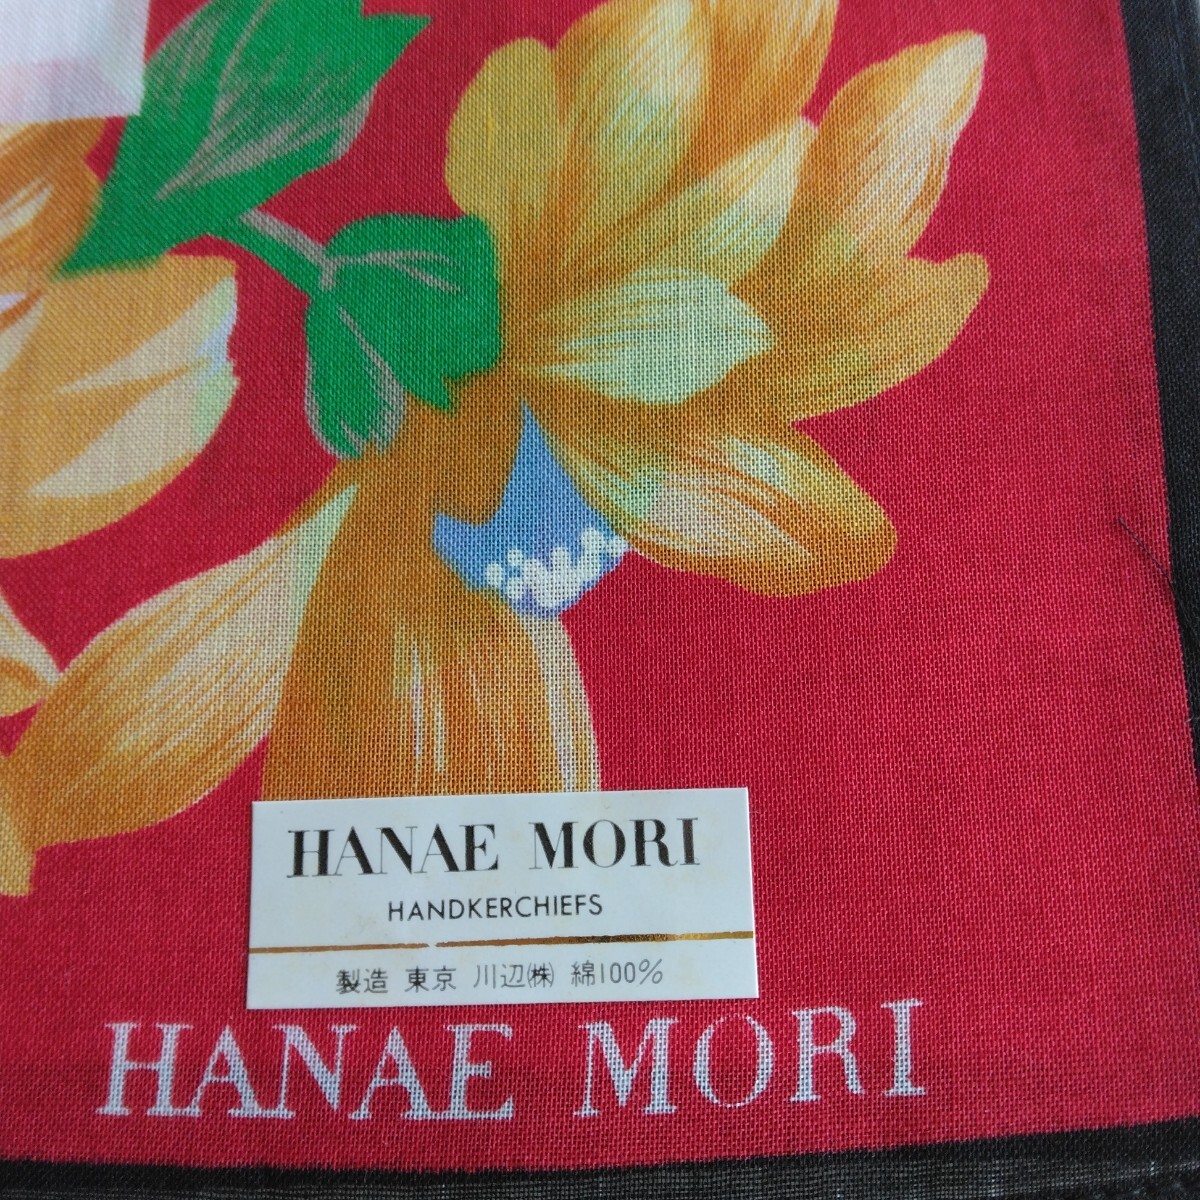 HANAE MORI
HANDKERCHIEFS
製造 東京 川辺㈱ 綿100%
HANAE MORI